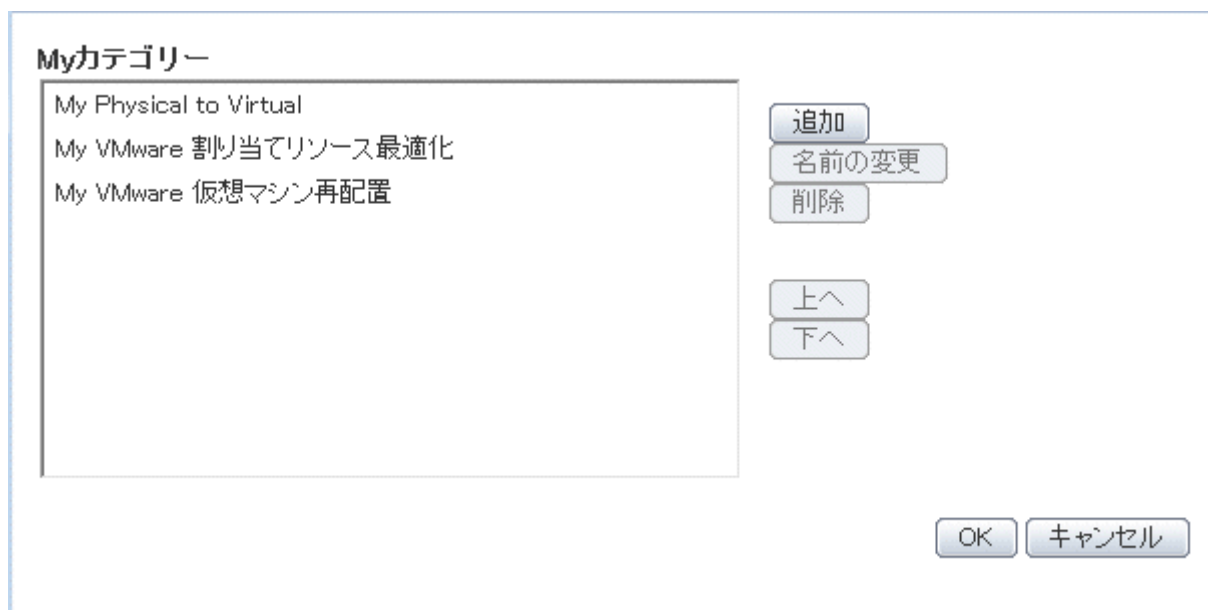 Myカテゴリー
My Physical to Virtual
My VMware 割り当てリソース最適化
My VMware 仮想マシン再配置
追加
名前の変更
削除
上へ
下へ
OK キャンセル